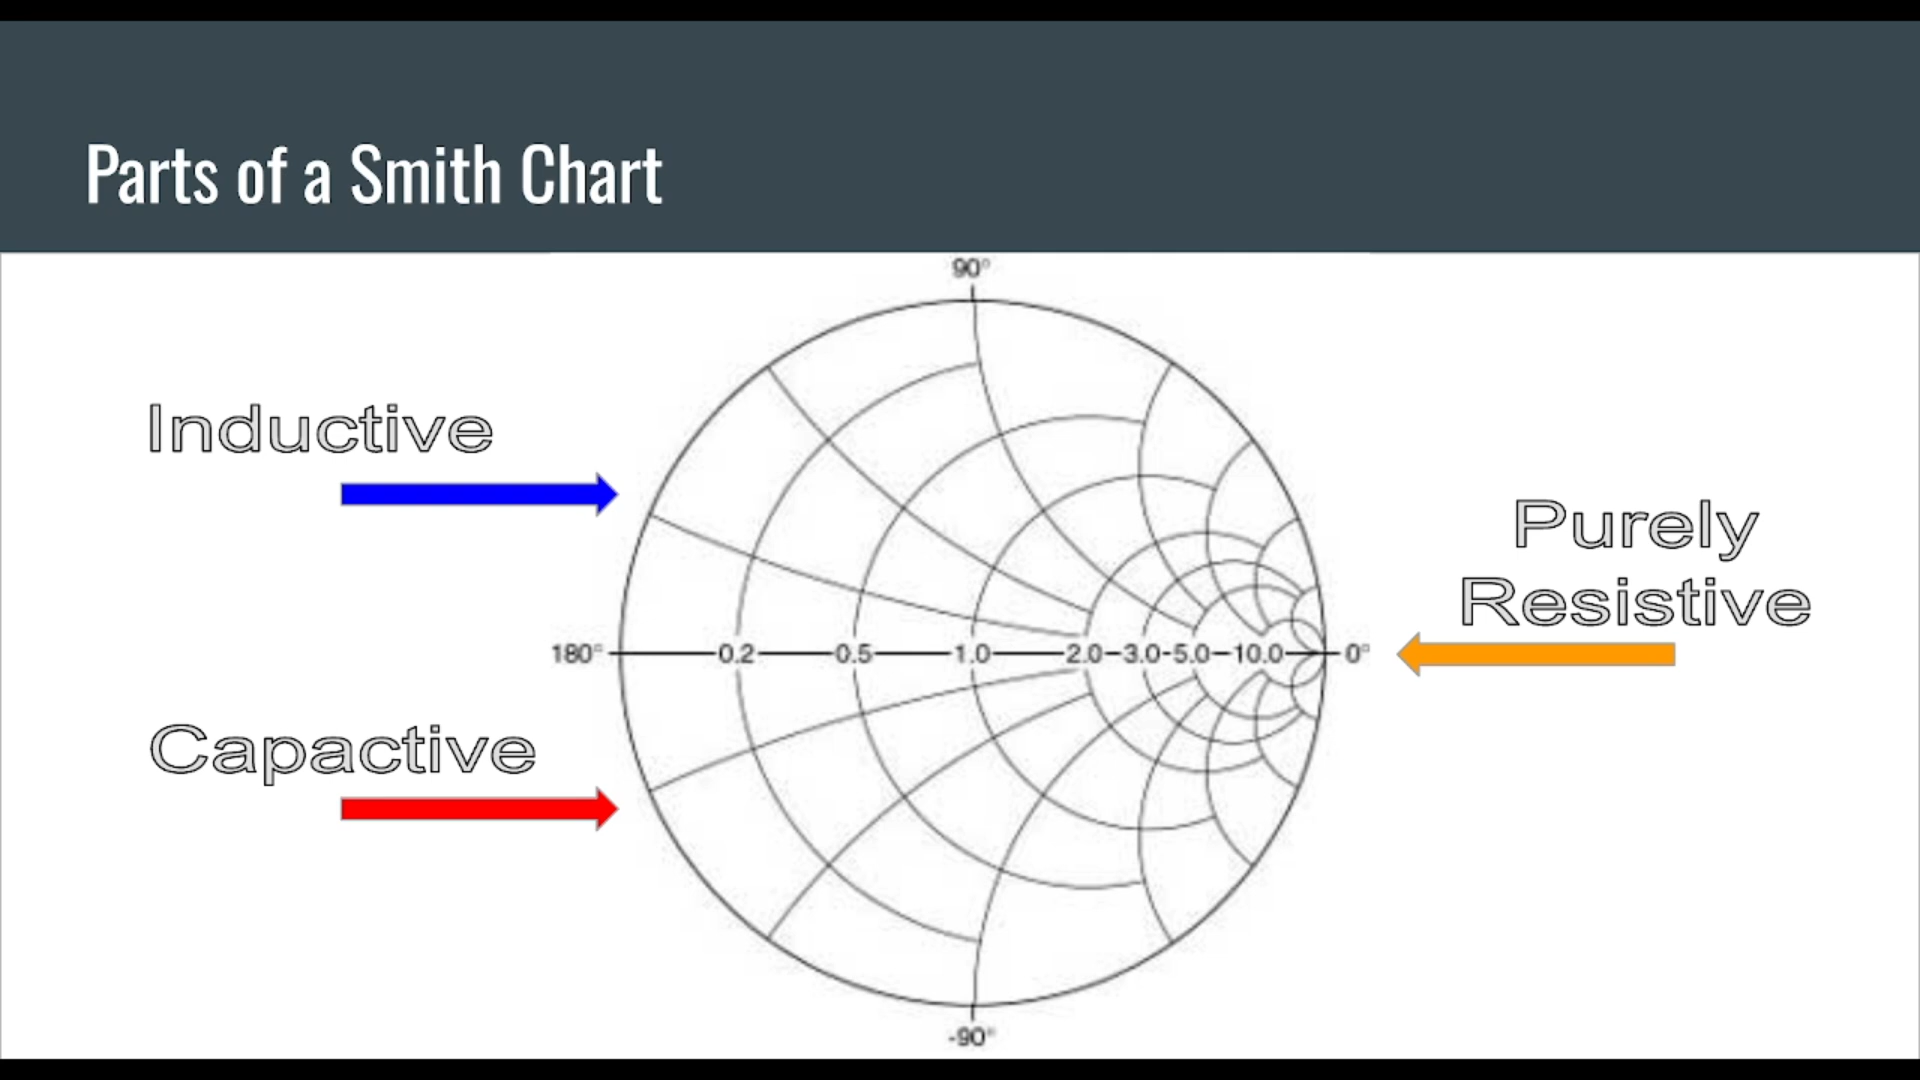 Parts of a Smith Chart
90°
Inductive
Purely
Resistive
180° 0.2 0.5 1.0 2.0 3.0 5.0 10.0 0°
Capactive
-90°